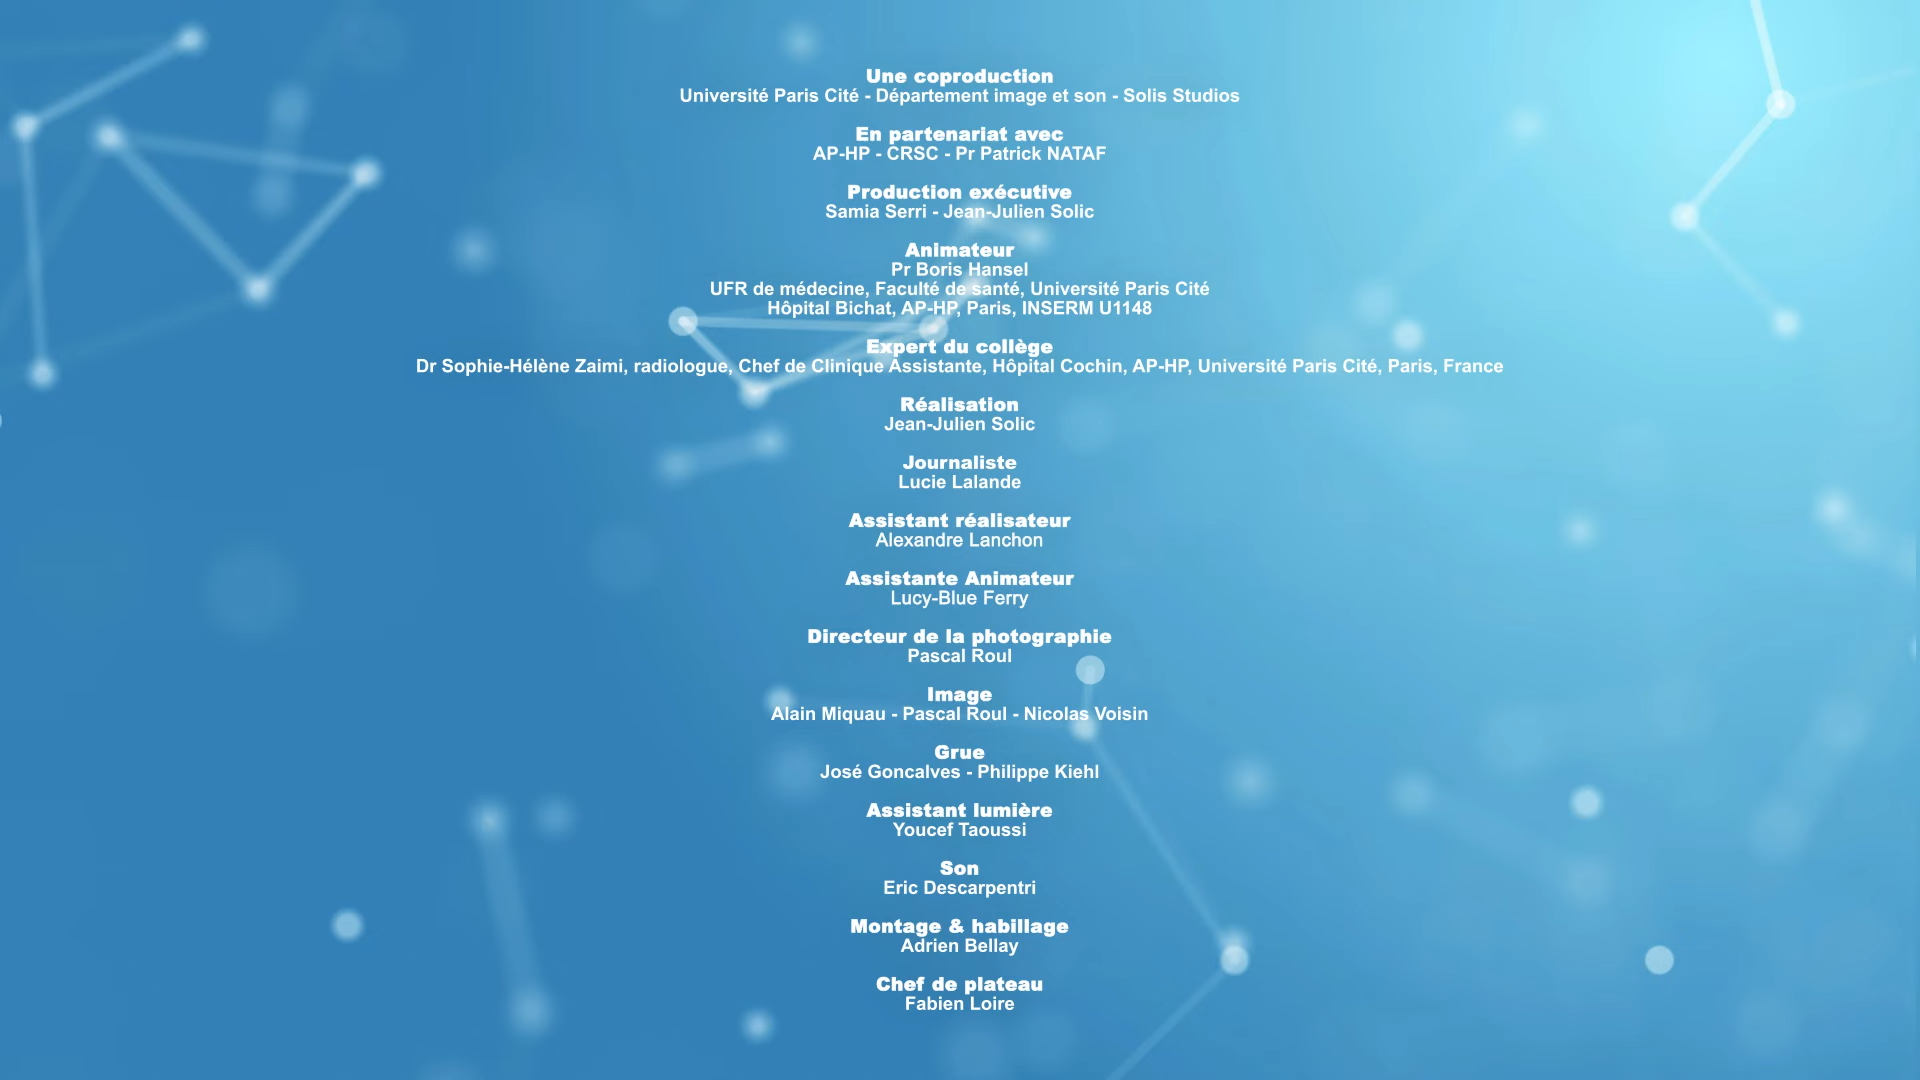 Une coproduction
Université Paris Cité - Département image et son - Solis Studios
En partenariat avec
AP-HP - CRSC - Pr Patrick NATAF
Production exécutive
Samia Serri - Jean-Julien Solic
Animateur
Pr Boris Hansel
UFR de médecine, Faculté de santé, Université Paris Cité
Hôpital Bichat, AP-HP, Paris, INSERM U1148
Expert du collège
Dr Sophie-Hélène Zaimi, radiologue, Chef de Clinique Assistante, Hôpital Cochin, AP-HP, Université Paris Cité, Paris, France
Réalisation
Jean-Julien Solic
Journaliste
Lucie Lalande
Assistant réalisateur
Alexandre Lanchon
Assistante Animateur
Lucy-Blue Ferry
Directeur de la photographie
Pascal Roul
Image
Alain Miquau - Pascal Roul - Nicolas Voisin
Grue
José Goncalves - Philippe Kiehl
Assistant lumière
Youcef Taoussi
Son
Eric Descarpentri
Montage & habillage
Adrien Bellay
Chef de plateau
Fabien Loire